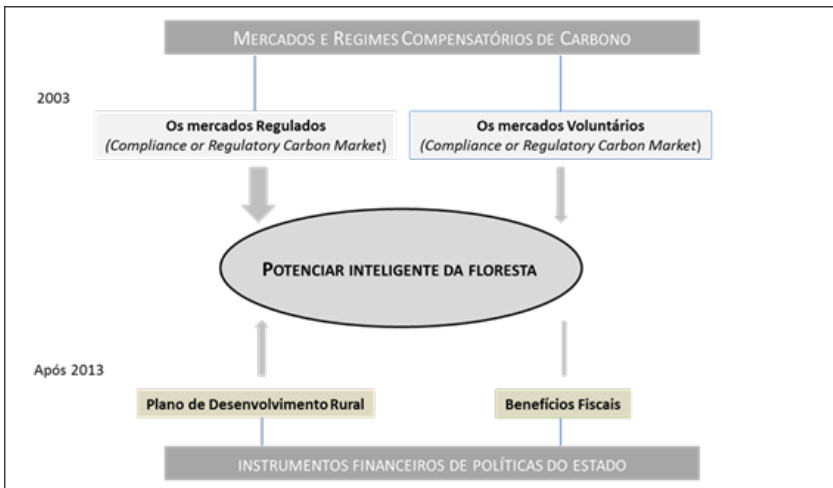 MERCADOS E REGIMES COMPENSATÓRIOS DE CARBONO
2003
Os mercados Regulados
(Compliance or Regulatory Carbon Market)
Os mercados Voluntários
(Compliance or Regulatory Carbon Market)
POTENCIAR INTELIGENTE DA FLORESTA
Após 2013
Plano de Desenvolvimento Rural
Benefícios Fiscais
INSTRUMENTOS FINANCEIROS DE POLÍTICAS DO ESTADO